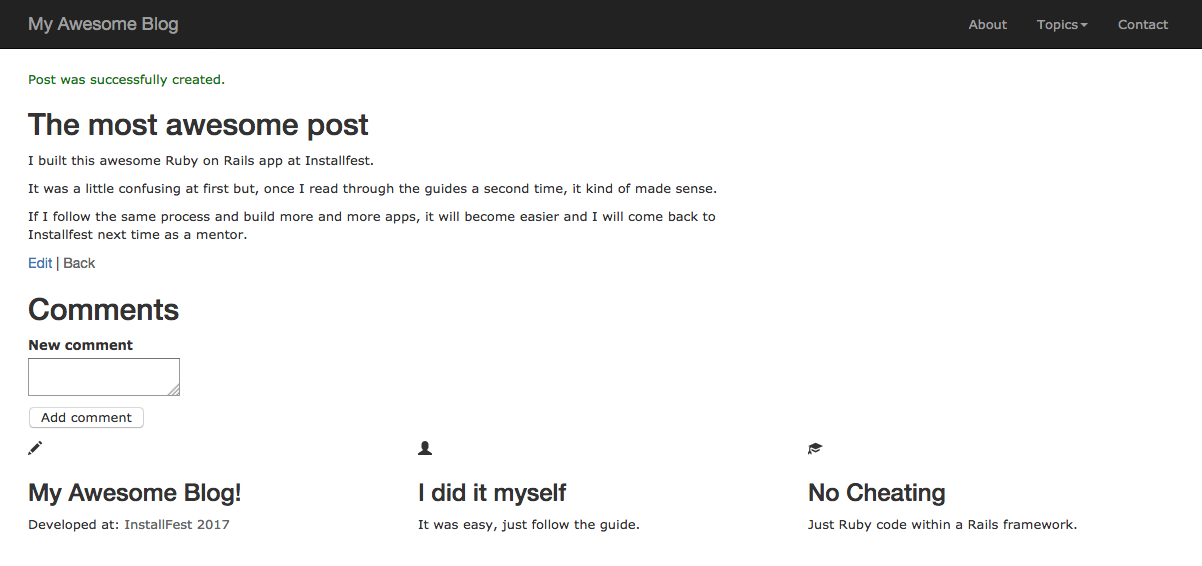 My Awesome Blog
About Topics Contact
Post was successfully created.
The most awesome post
I built this awesome Ruby on Rails app at Installfest.
It was a little confusing at first but, once I read through the guides a second time, it kind of made sense.
If I follow the same process and build more and more apps, it will become easier and I will come back to
Installfest next time as a mentor.
Edit | Back
Comments
New comment
Add comment
My Awesome Blog!
Developed at: InstallFest 2017
I did it myself
It was easy, just follow the guide.
No Cheating
Just Ruby code within a Rails framework.